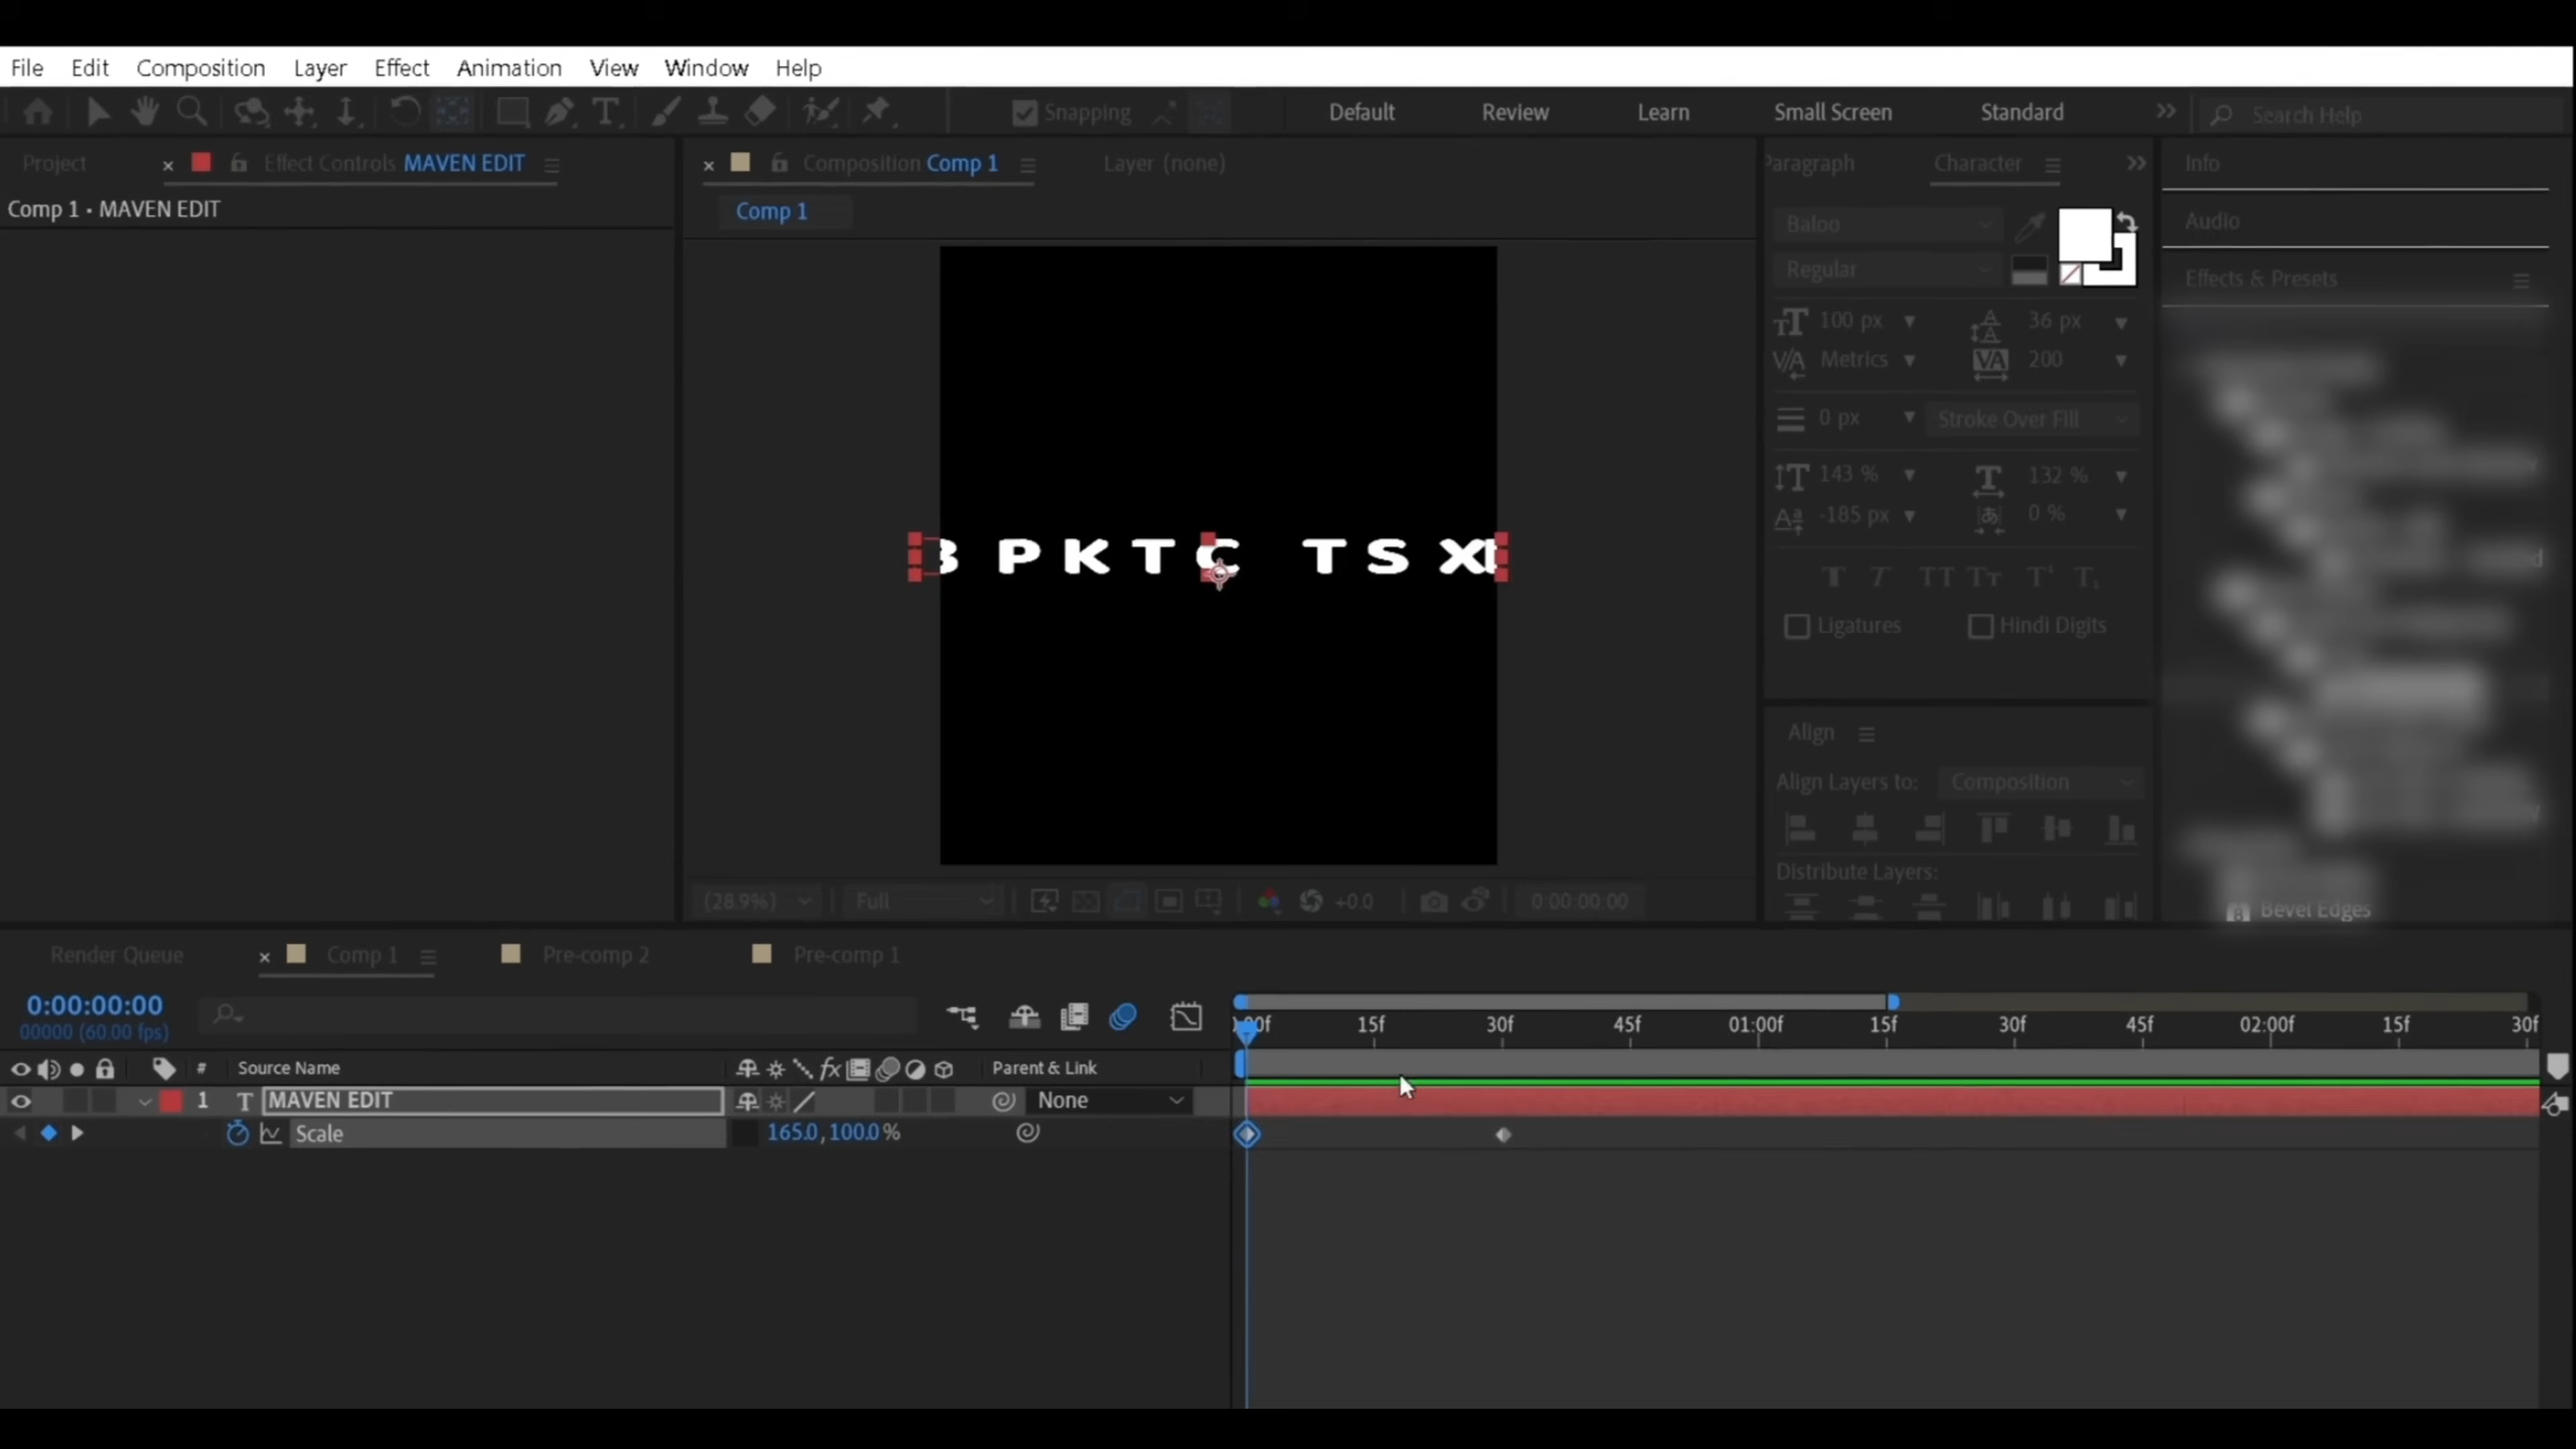 File Edit Composition Layer Effect Animation View Window Help
Snapping Default Review Learn Small Screen Standard Search Help
Project Effect Controls MAVEN EDIT Composition Comp 1 Layer (none) Paragraph Character Info
Comp 1 • MAVEN EDIT Comp 1 Audio
Baloo
Regular Effects & Presets
100 px 36 px
Metrics 200
0 px Stroke Over Fill
143 % 132 %
-185 px 0 %
B PKTC TSX
Ligatures Hindi Digits
Align
Align Layers to: Composition
Distribute Layers:
(28.9%) Full +0.0 0:00:00:00 Bevel Edges
Render Queue Comp 1 Pre-comp 2 Pre-comp 1
0:00:00:00
00000 (60.00 fps) 00f 15f 30f 45f 01:00f 15f 30f 45f 02:00f 15f 30f
# Source Name fx Parent & Link
1 T MAVEN EDIT None
Scale 165.0, 100.0 %